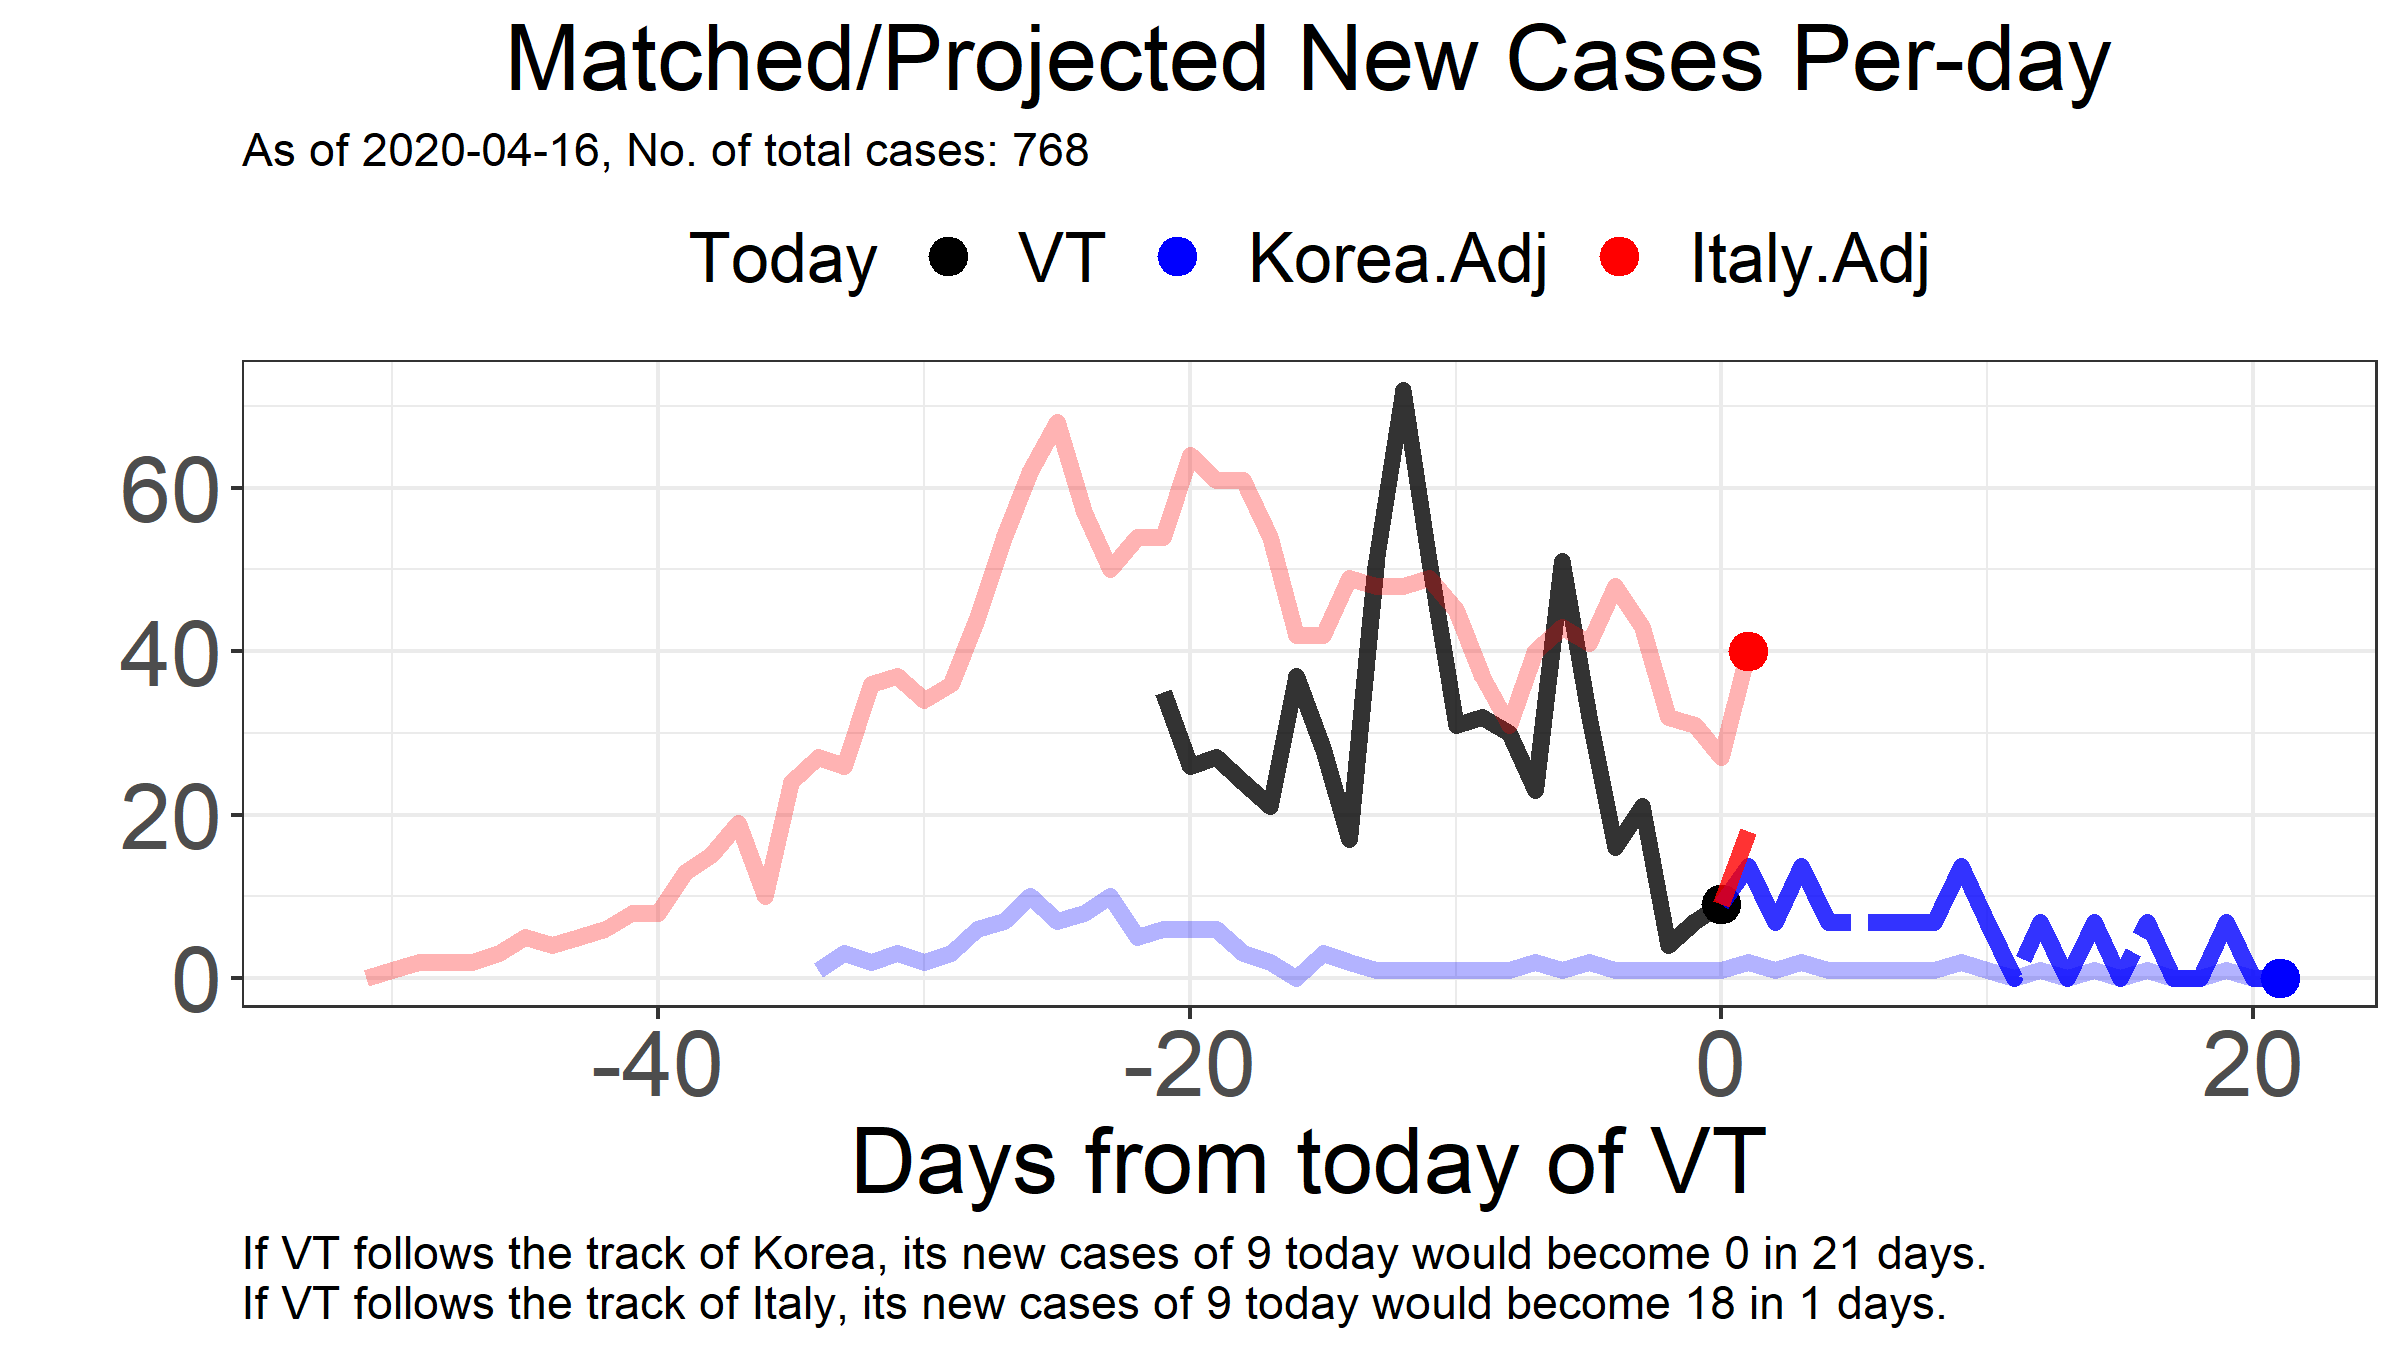 Matched/Projected New Cases Per-day
As of 2020-04-16, No. of total cases: 768
Today VT Korea.Adj Italy.Adj
60
40
20
0
-40 -20 0 20
Days from today of VT
If VT follows the track of Korea, its new cases of 9 today would become 0 in 21 days.
If VT follows the track of Italy, its new cases of 9 today would become 18 in 1 days.